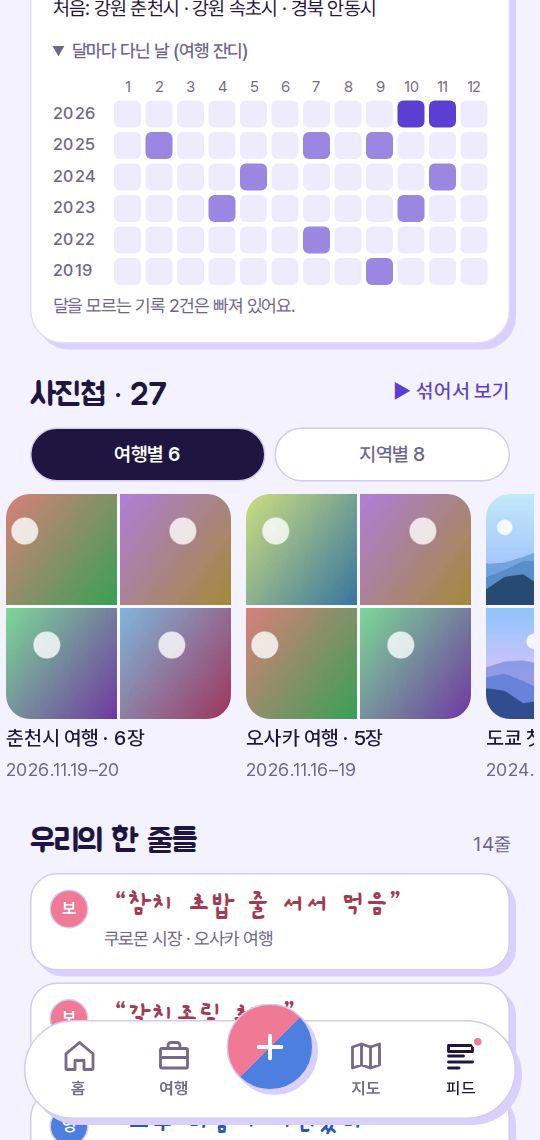 처음: 강원 춘천시 · 강원 속초시 · 경북 안동시
▼ 달마다 다닌 날 (여행 잔디)
1 2 3 4 5 6 7 8 9 10 11 12
2026
2025
2024
2023
2022
2019
달을 모르는 기록 2건은 빠져 있어요.
사진첩 · 27
▶ 섞어서 보기
여행별 6
지역별 8
춘천시 여행 · 6장
2026.11.19–20
오사카 여행 · 5장
2026.11.16–19
도쿄
2024.
우리의 한 줄들
14줄
보
“참치 초밥 줄 서서 먹음”
쿠로몬 시장 · 오사카 여행
보
“갈치조림
홈
여행
지도
피드